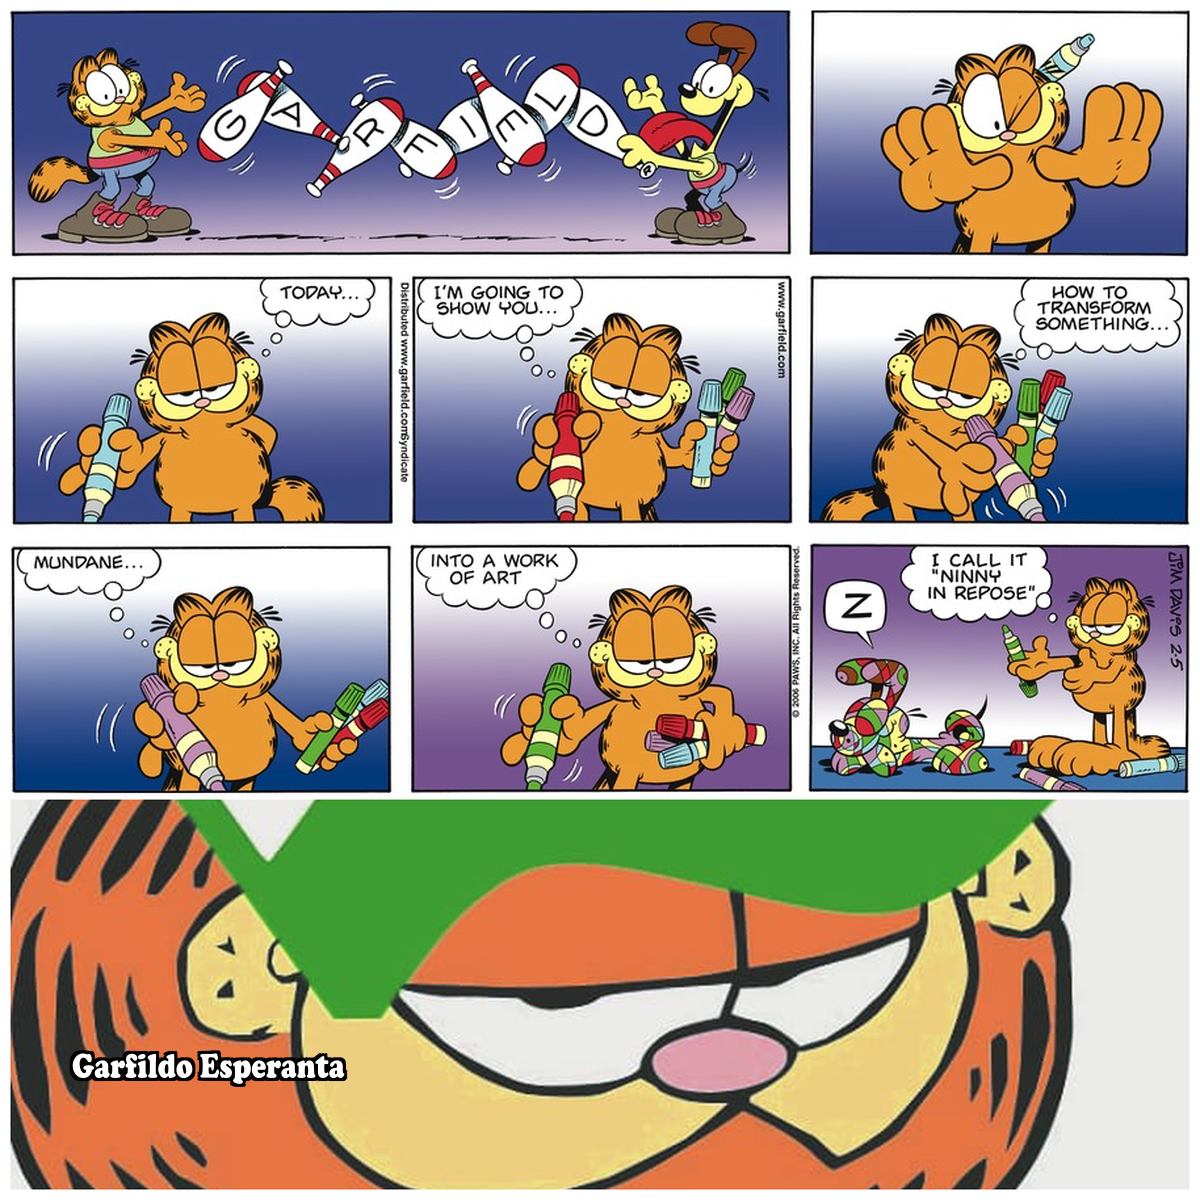 GARFIELD
TODAY...
Distributed www.garfield.com Syndicate
I'M GOING TO
SHOW YOU...
www.garfield.com
HOW TO
TRANSFORM
SOMETHING...
MUNDANE...
INTO A WORK
OF ART
© 2006 PAWS, INC. All Rights Reserved.
Z
I CALL IT
"NINNY
IN REPOSE"
JIM DAVIS 2-5
Garfildo Esperanta